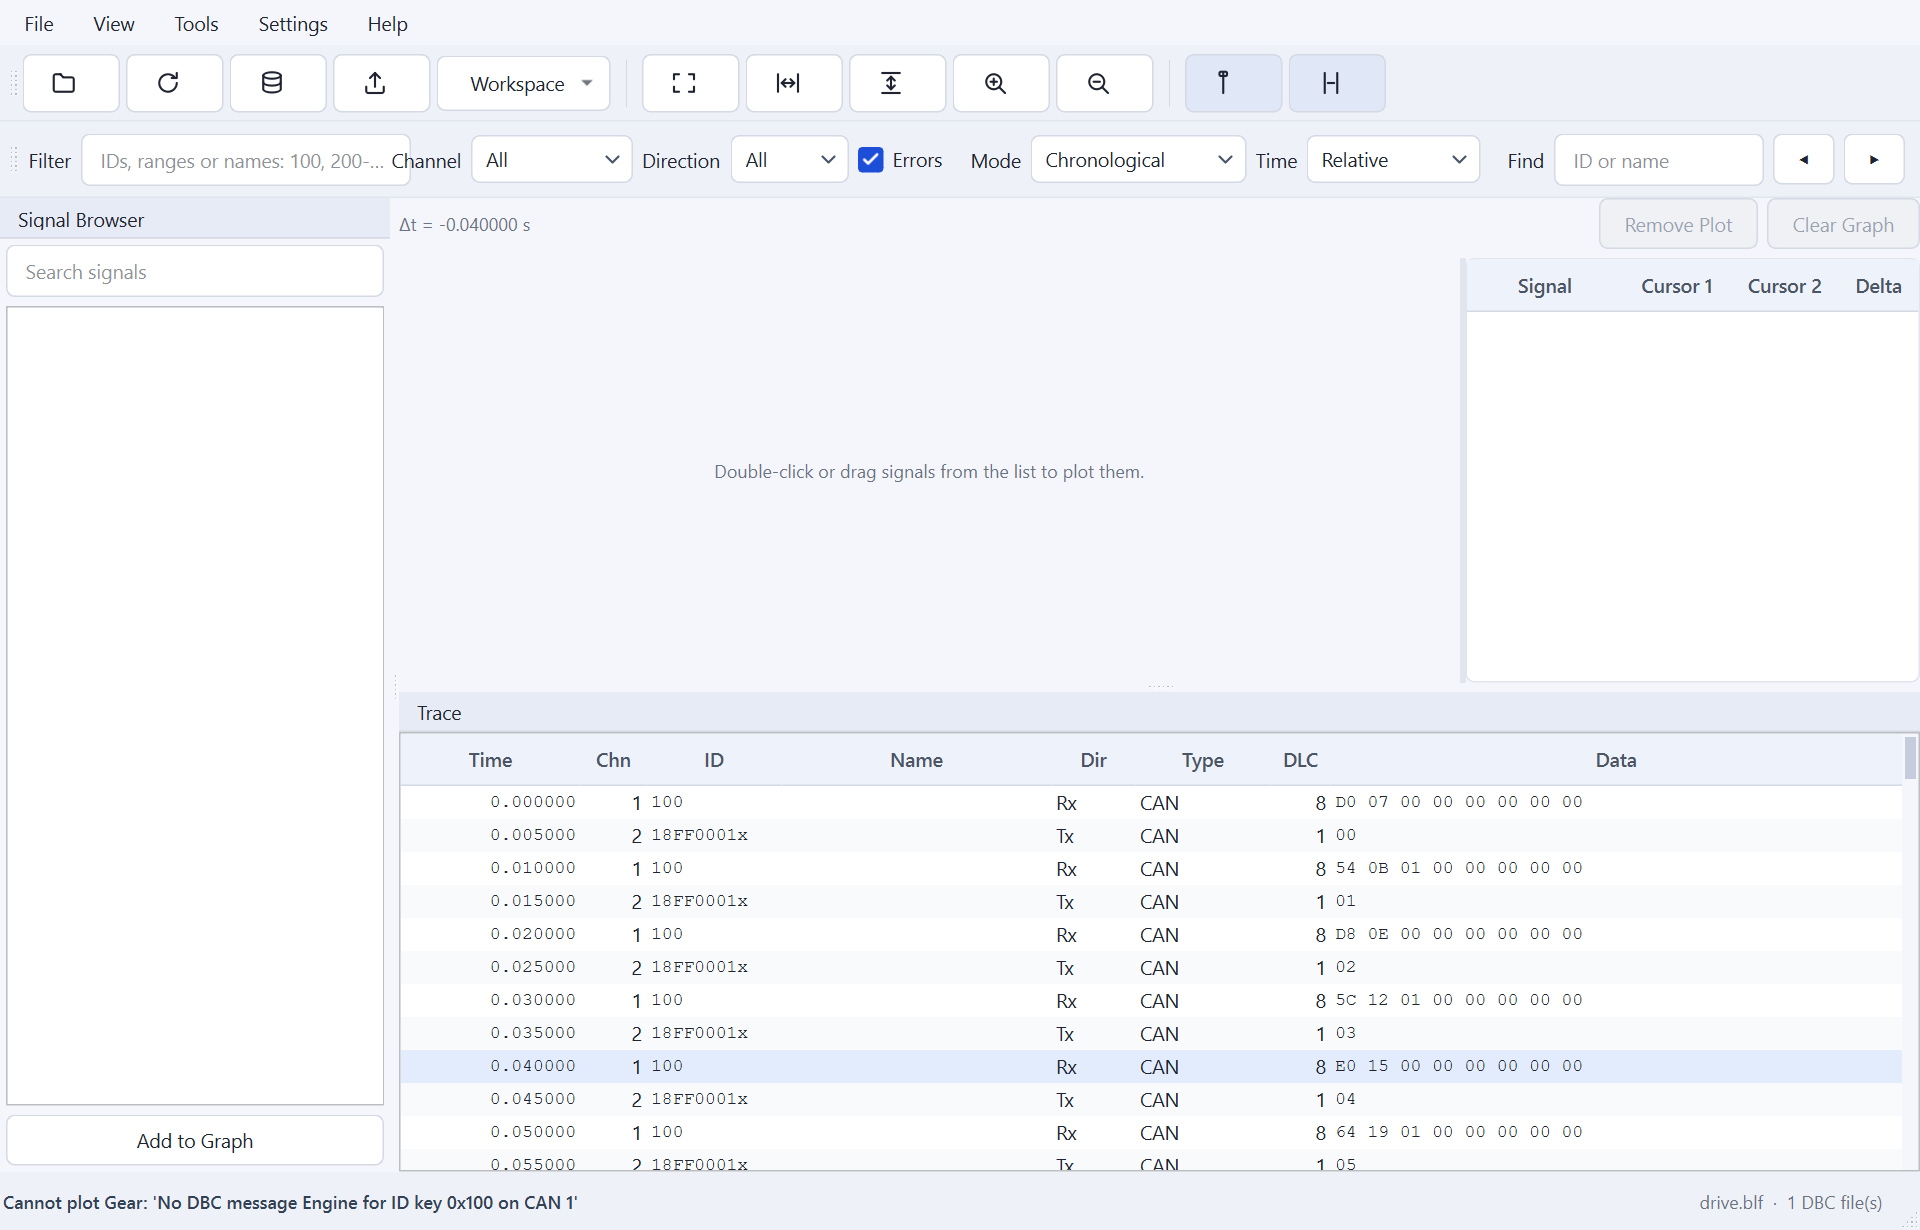 File View Tools Settings Help
Workspace
Filter IDs, ranges or names: 100, 200-... Channel All Direction All Errors Mode Chronological Time Relative Find ID or name
Signal Browser
Δt = -0.040000 s
Remove Plot Clear Graph
Search signals
Signal Cursor 1 Cursor 2 Delta
Double-click or drag signals from the list to plot them.
Trace
Time Chn ID Name Dir Type DLC Data
0.000000 1 100 Rx CAN 8 D0 07 00 00 00 00 00 00
0.005000 2 18FF0001x Tx CAN 1 00
0.010000 1 100 Rx CAN 8 54 0B 01 00 00 00 00 00
0.015000 2 18FF0001x Tx CAN 1 01
0.020000 1 100 Rx CAN 8 D8 0E 00 00 00 00 00 00
0.025000 2 18FF0001x Tx CAN 1 02
0.030000 1 100 Rx CAN 8 5C 12 01 00 00 00 00 00
0.035000 2 18FF0001x Tx CAN 1 03
0.040000 1 100 Rx CAN 8 E0 15 00 00 00 00 00 00
0.045000 2 18FF0001x Tx CAN 1 04
0.050000 1 100 Rx CAN 8 64 19 01 00 00 00 00 00
0.055000 2 18FF0001x Tx CAN 1 05
Add to Graph
Cannot plot Gear: 'No DBC message Engine for ID key 0x100 on CAN 1'
drive.blf · 1 DBC file(s)